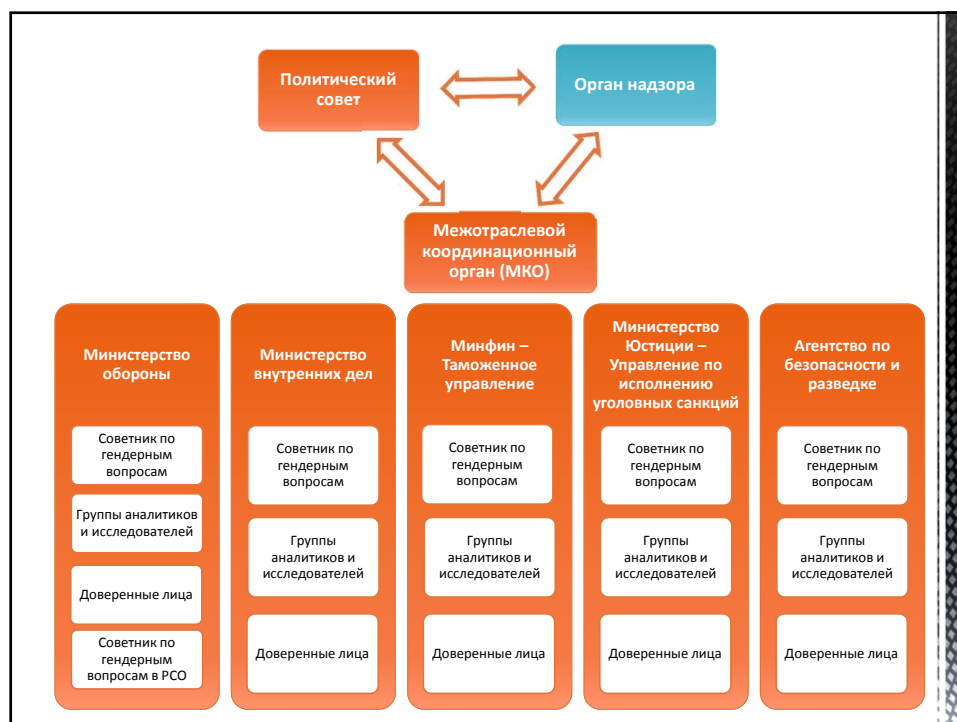 Политический
совет
Орган надзора
Межотраслевой
координационный
орган (МКО)
Министерство
обороны
Советник по
гендерным
вопросам
Группы аналитиков
и исследователей
Доверенные лица
Советник по
гендерным
вопросам в РСО
Министерство
внутренних дел
Советник по
гендерным
вопросам
Группы
аналитиков и
исследователей
Доверенные лица
Минфин –
Таможенное
управление
Советник по
гендерным
вопросам
Группы
аналитиков и
исследователей
Доверенные лица
Министерство
Юстиции –
Управление по
исполнению
уголовных санкций
Советник по
гендерным
вопросам
Группы
аналитиков и
исследователей
Доверенные лица
Агентство по
безопасности и
разведке
Советник по
гендерным
вопросам
Группы
аналитиков и
исследователей
Доверенные лица